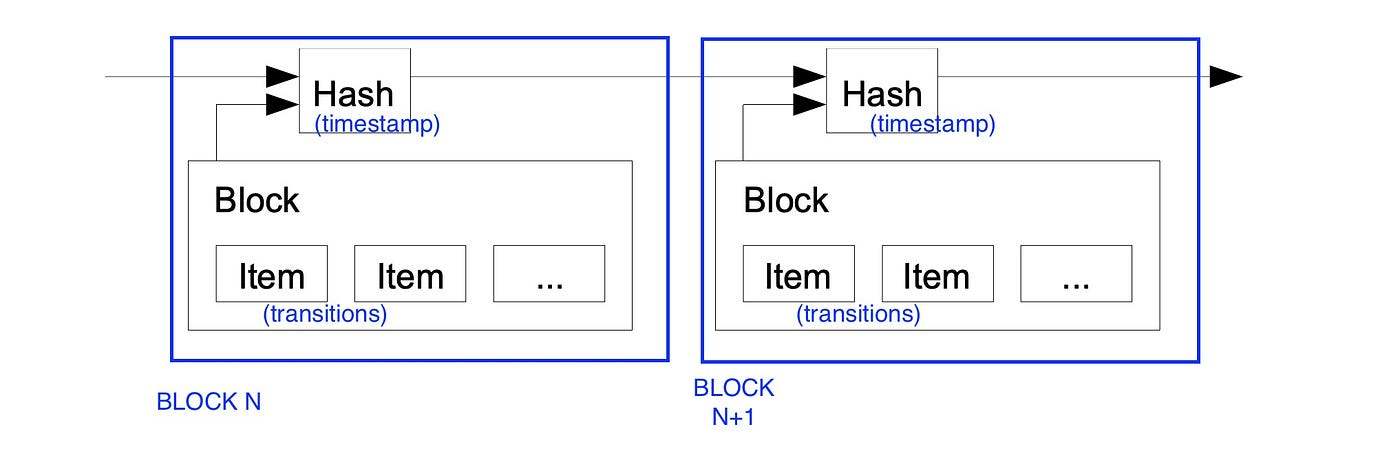 Hash
(timestamp)
Block
Item Item ...
(transitions)
BLOCK N
Hash
(timestamp)
Block
Item Item ...
(transitions)
BLOCK
N+1